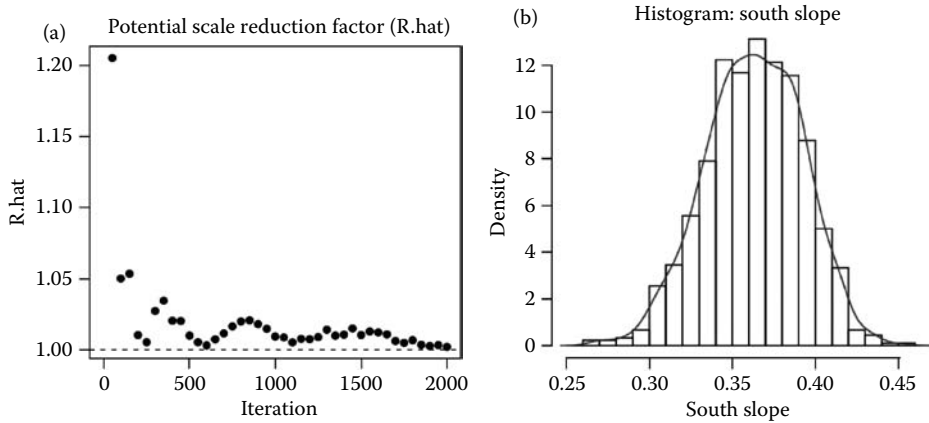 (a)
Potential scale reduction factor (R.hat)
1.20
1.15
1.10
1.05
1.00
R.hat
0 500 1000 1500 2000
Iteration
(b)
Histogram: south slope
12
10
8
6
4
2
0
Density
0.25 0.30 0.35 0.40 0.45
South slope